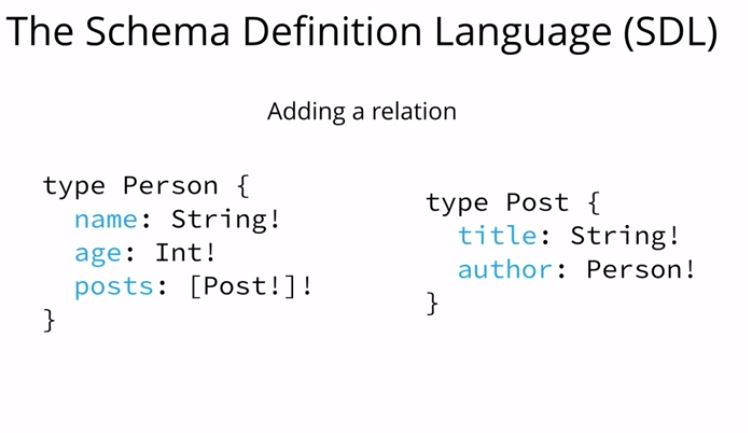 The Schema Definition Language (SDL)
Adding a relation
type Person {
  name: String!
  age: Int!
  posts: [Post!]!
}
type Post {
  title: String!
  author: Person!
}